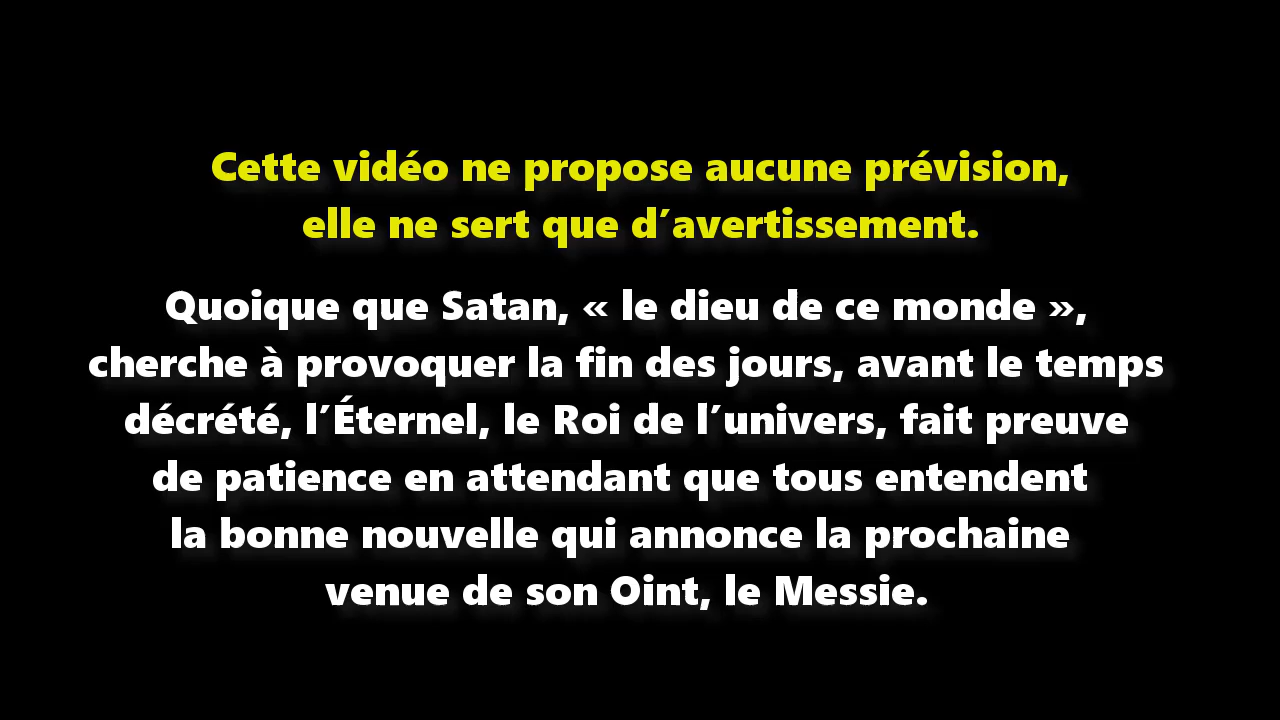 Cette vidéo ne propose aucune prévision,
elle ne sert que d’avertissement.
Quoique que Satan, « le dieu de ce monde »,
cherche à provoquer la fin des jours, avant le temps
décrété, l’Éternel, le Roi de l’univers, fait preuve
de patience en attendant que tous entendent
la bonne nouvelle qui annonce la prochaine
venue de son Oint, le Messie.